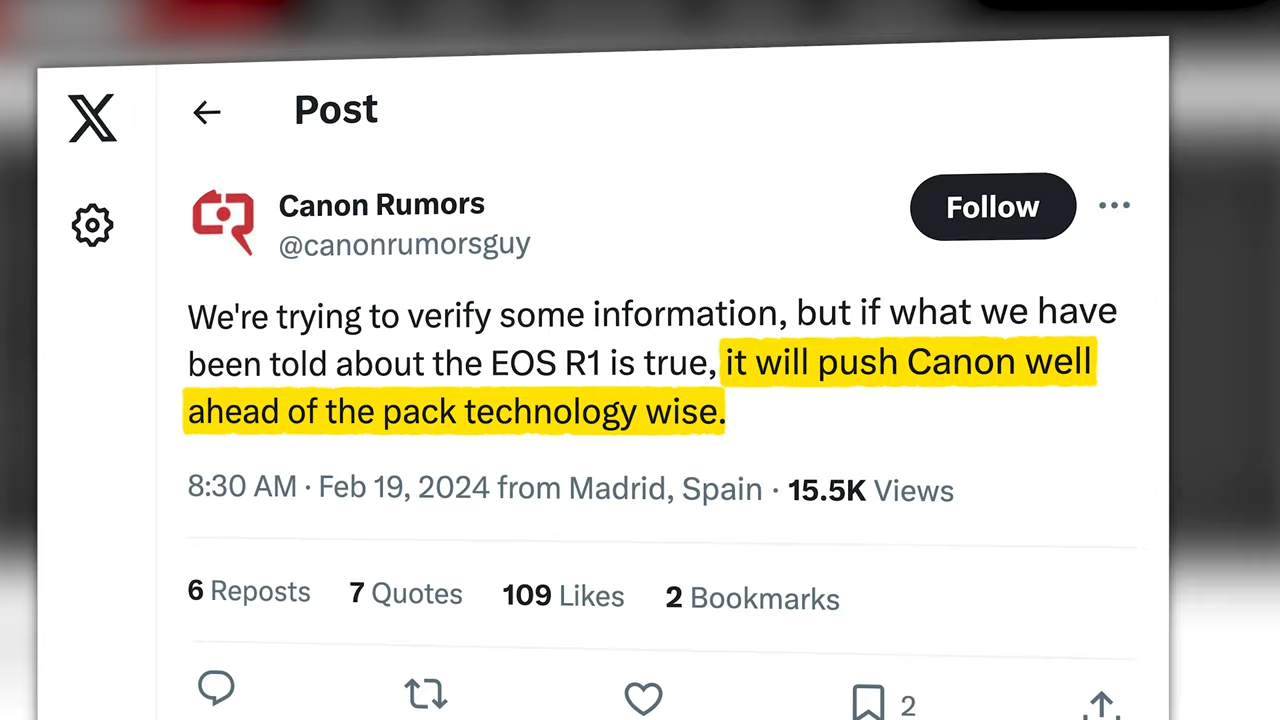 Post
Canon Rumors
@canonrumorsguy
Follow
We're trying to verify some information, but if what we have
been told about the EOS R1 is true, it will push Canon well
ahead of the pack technology wise.
8:30 AM · Feb 19, 2024 from Madrid, Spain · 15.5K Views
6 Reposts 7 Quotes 109 Likes 2 Bookmarks
2